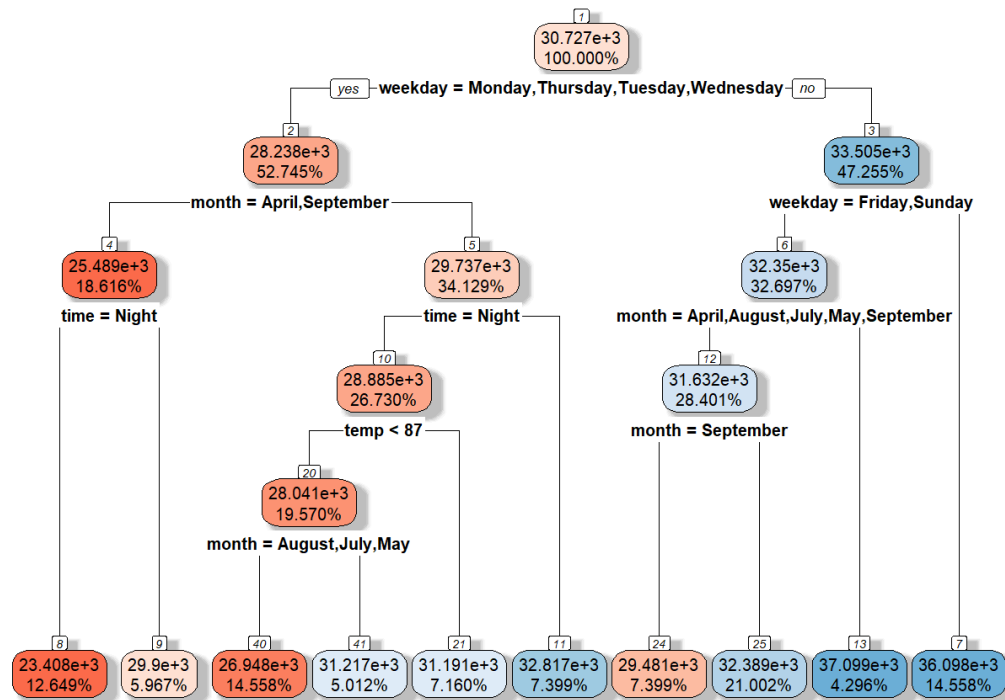 1
30.727e+3
100.000%
yes weekday = Monday,Thursday,Tuesday,Wednesday no
2
28.238e+3
52.745%
3
33.505e+3
47.255%
month = April,September
weekday = Friday,Sunday
4
25.489e+3
18.616%
5
29.737e+3
34.129%
6
32.35e+3
32.697%
time = Night
time = Night
month = April,August,July,May,September
10
28.885e+3
26.730%
12
31.632e+3
28.401%
temp < 87
month = September
20
28.041e+3
19.570%
month = August,July,May
8
23.408e+3
12.649%
9
29.9e+3
5.967%
40
26.948e+3
14.558%
41
31.217e+3
5.012%
21
31.191e+3
7.160%
11
32.817e+3
7.399%
24
29.481e+3
7.399%
25
32.389e+3
21.002%
13
37.099e+3
4.296%
7
36.098e+3
14.558%